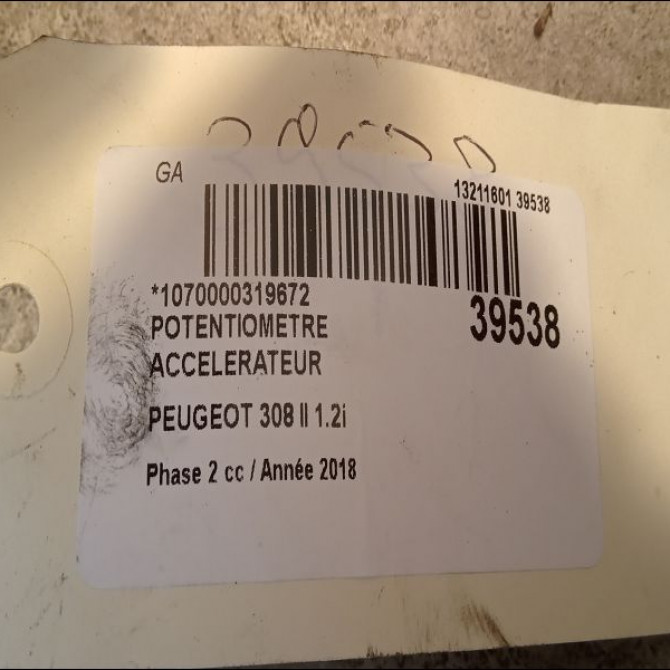 GA
13211601 39538
*1070000319672
39538
POTENTIOMETRE
ACCELERATEUR
PEUGEOT 308 II 1.2i
Phase 2 cc / Année 2018